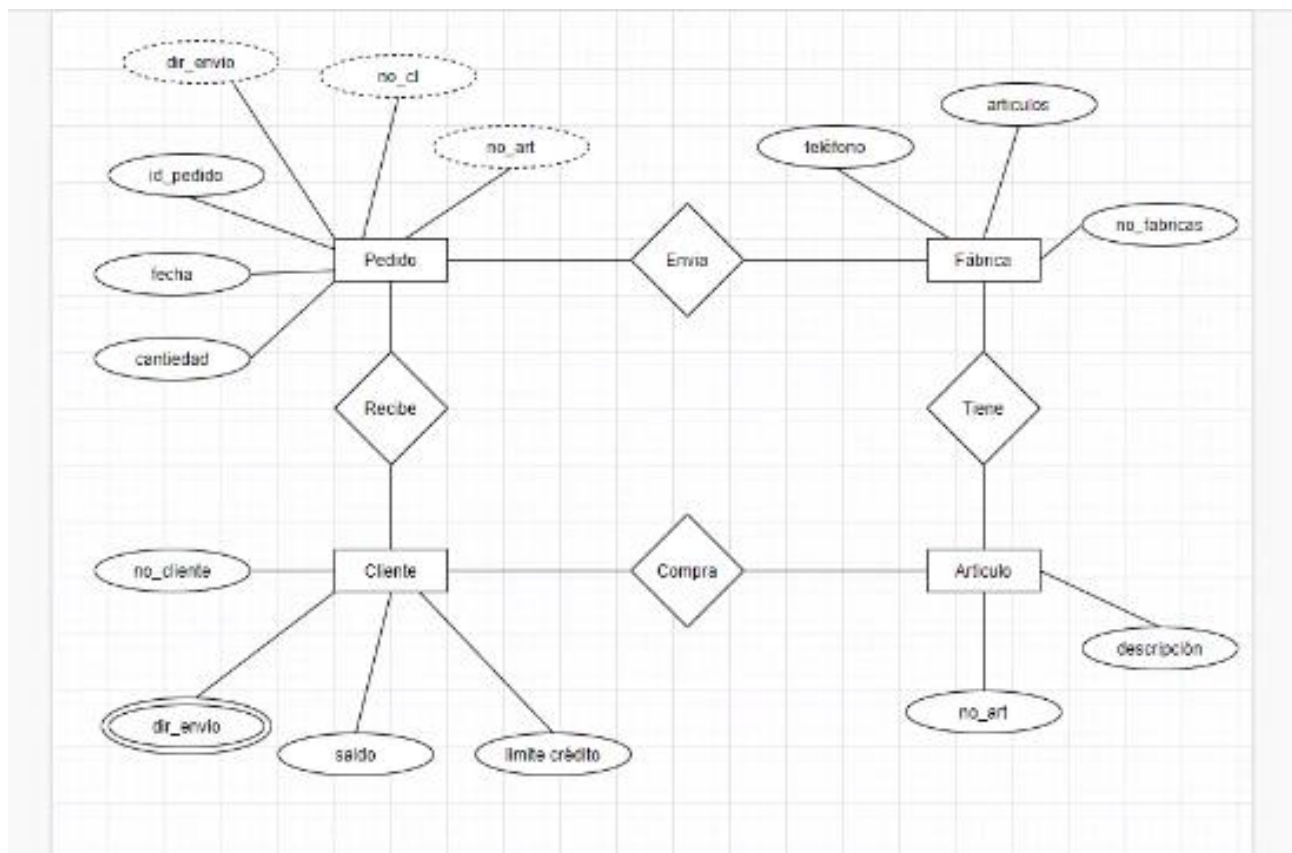 dir_envio
no_cl
articulos
no_art
teléfono
id_pedido
no_fabricas
Pedido
Envia
Fábrica
fecha
cantiedad
Recibe
Tiene
no_cliente
Cliente
Compra
Articulo
descripción
dir_envio
no_art
saldo
limite crédito